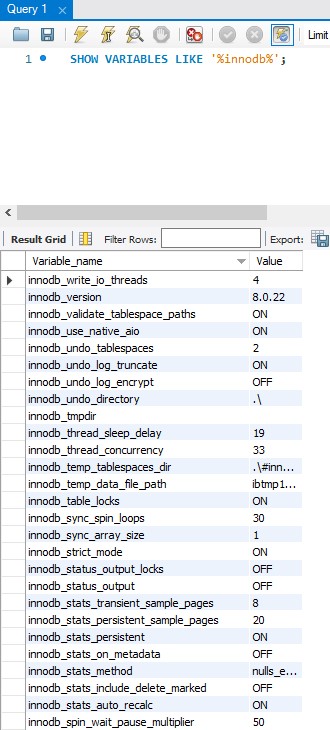 Query 1
Limit
1 SHOW VARIABLES LIKE '%innodb%';
Result Grid Filter Rows: Export:
Variable_name Value
innodb_write_io_threads 4
innodb_version 8.0.22
innodb_validate_tablespace_paths ON
innodb_use_native_aio ON
innodb_undo_tablespaces 2
innodb_undo_log_truncate ON
innodb_undo_log_encrypt OFF
innodb_undo_directory .\
innodb_tmpdir
innodb_thread_sleep_delay 19
innodb_thread_concurrency 33
innodb_temp_tablespaces_dir .\#inn...
innodb_temp_data_file_path ibtmp1...
innodb_table_locks ON
innodb_sync_spin_loops 30
innodb_sync_array_size 1
innodb_strict_mode ON
innodb_status_output_locks OFF
innodb_status_output OFF
innodb_stats_transient_sample_pages 8
innodb_stats_persistent_sample_pages 20
innodb_stats_persistent ON
innodb_stats_on_metadata OFF
innodb_stats_method nulls_e...
innodb_stats_include_delete_marked OFF
innodb_stats_auto_recalc ON
innodb_spin_wait_pause_multiplier 50